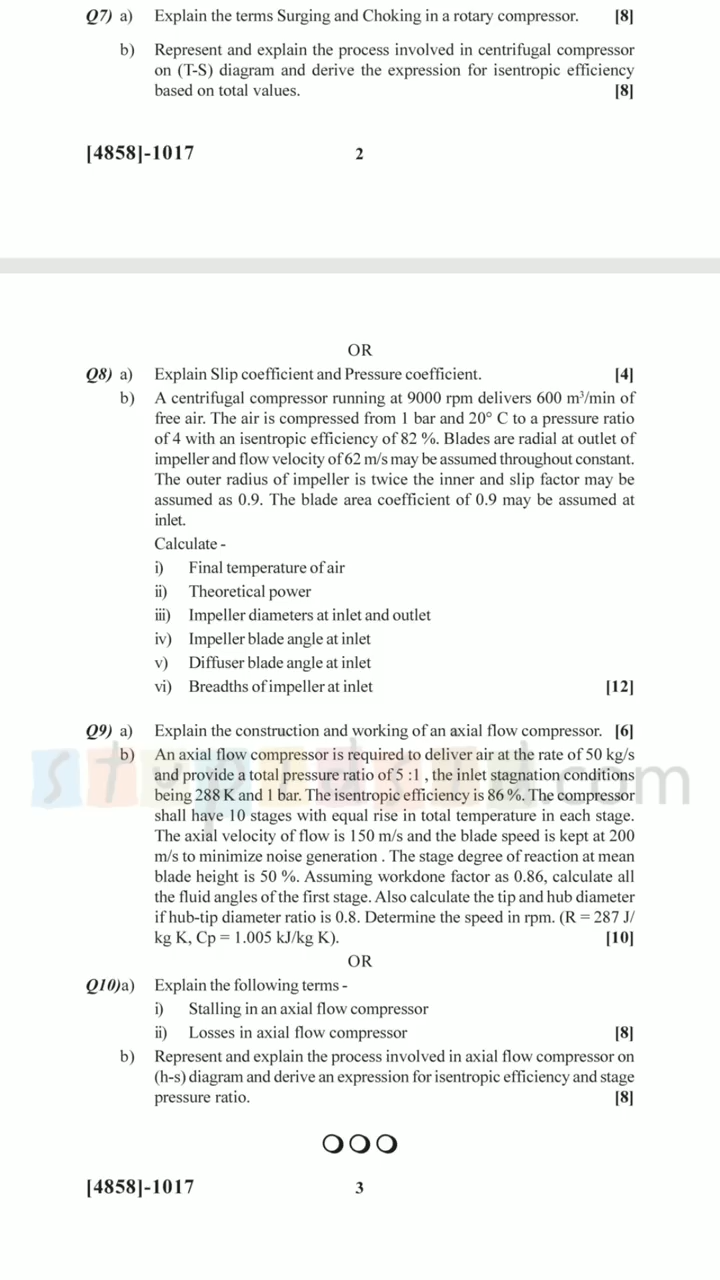 Q7) a) Explain the terms Surging and Choking in a rotary compressor. [8]
b) Represent and explain the process involved in centrifugal compressor
on (T-S) diagram and derive the expression for isentropic efficiency
based on total values. [8]
[4858]-1017 2
OR
Q8) a) Explain Slip coefficient and Pressure coefficient. [4]
b) A centrifugal compressor running at 9000 rpm delivers 600 m³/min of
free air. The air is compressed from 1 bar and 20° C to a pressure ratio
of 4 with an isentropic efficiency of 82 %. Blades are radial at outlet of
impeller and flow velocity of 62 m/s may be assumed throughout constant.
The outer radius of impeller is twice the inner and slip factor may be
assumed as 0.9. The blade area coefficient of 0.9 may be assumed at
inlet.
Calculate -
i) Final temperature of air
ii) Theoretical power
iii) Impeller diameters at inlet and outlet
iv) Impeller blade angle at inlet
v) Diffuser blade angle at inlet
vi) Breadths of impeller at inlet [12]
Q9) a) Explain the construction and working of an axial flow compressor. [6]
b) An axial flow compressor is required to deliver air at the rate of 50 kg/s
and provide a total pressure ratio of 5 :1 , the inlet stagnation conditions
being 288 K and 1 bar. The isentropic efficiency is 86 %. The compressor
shall have 10 stages with equal rise in total temperature in each stage.
The axial velocity of flow is 150 m/s and the blade speed is kept at 200
m/s to minimize noise generation . The stage degree of reaction at mean
blade height is 50 %. Assuming workdone factor as 0.86, calculate all
the fluid angles of the first stage. Also calculate the tip and hub diameter
if hub-tip diameter ratio is 0.8. Determine the speed in rpm. (R = 287 J/
kg K, Cp = 1.005 kJ/kg K). [10]
OR
Q10)a) Explain the following terms -
i) Stalling in an axial flow compressor
ii) Losses in axial flow compressor [8]
b) Represent and explain the process involved in axial flow compressor on
(h-s) diagram and derive an expression for isentropic efficiency and stage
pressure ratio. [8]
[4858]-1017 3